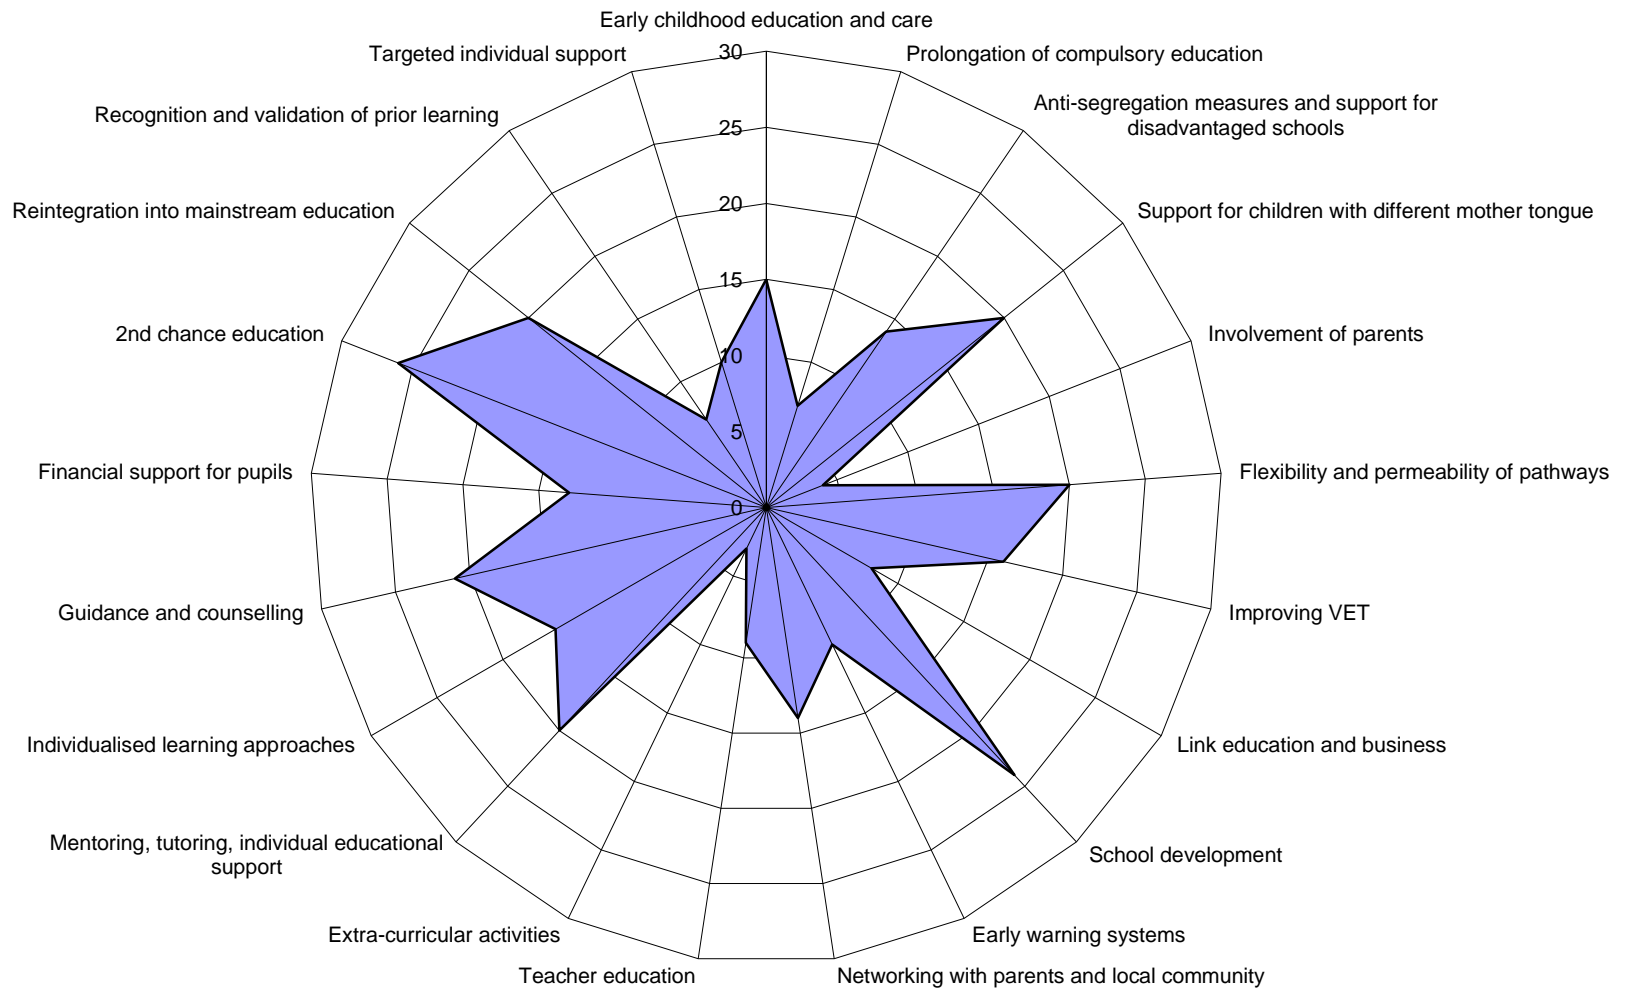 Early childhood education and care
Prolongation of compulsory education
Anti-segregation measures and support for
disadvantaged schools
Support for children with different mother tongue
Involvement of parents
Flexibility and permeability of pathways
Improving VET
Link education and business
School development
Early warning systems
Networking with parents and local community
Teacher education
Extra-curricular activities
Mentoring, tutoring, individual educational
support
Individualised learning approaches
Guidance and counselling
Financial support for pupils
2nd chance education
Reintegration into mainstream education
Recognition and validation of prior learning
Targeted individual support
30
25
20
15
10
5
0